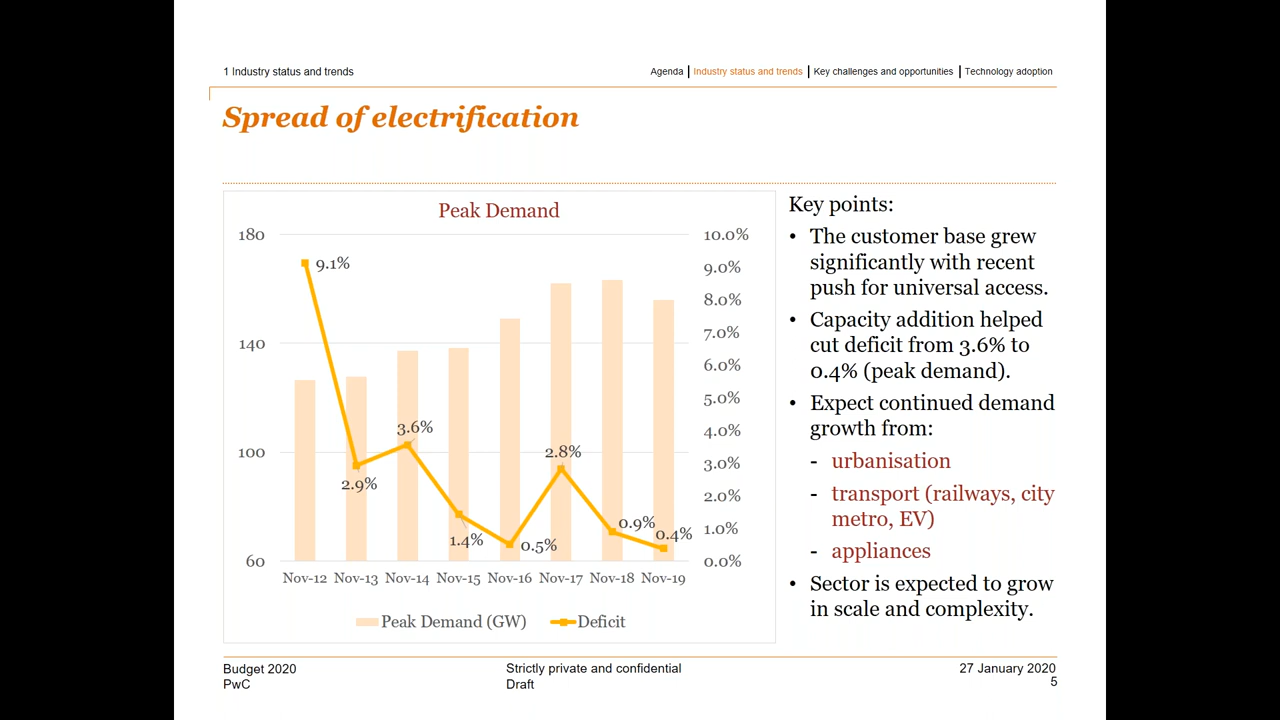 1 Industry status and trends
Agenda | Industry status and trends | Key challenges and opportunities | Technology adoption
Spread of electrification
Peak Demand
180
140
100
60
10.0%
9.0%
8.0%
7.0%
6.0%
5.0%
4.0%
3.0%
2.0%
1.0%
0.0%
9.1%
2.9%
3.6%
1.4%
0.5%
2.8%
0.9%
0.4%
Nov-12 Nov-13 Nov-14 Nov-15 Nov-16 Nov-17 Nov-18 Nov-19
Peak Demand (GW) Deficit
Key points:
• The customer base grew
significantly with recent
push for universal access.
• Capacity addition helped
cut deficit from 3.6% to
0.4% (peak demand).
• Expect continued demand
growth from:
- urbanisation
- transport (railways, city
metro, EV)
- appliances
• Sector is expected to grow
in scale and complexity.
Budget 2020
PwC
Strictly private and confidential
Draft
27 January 2020
5